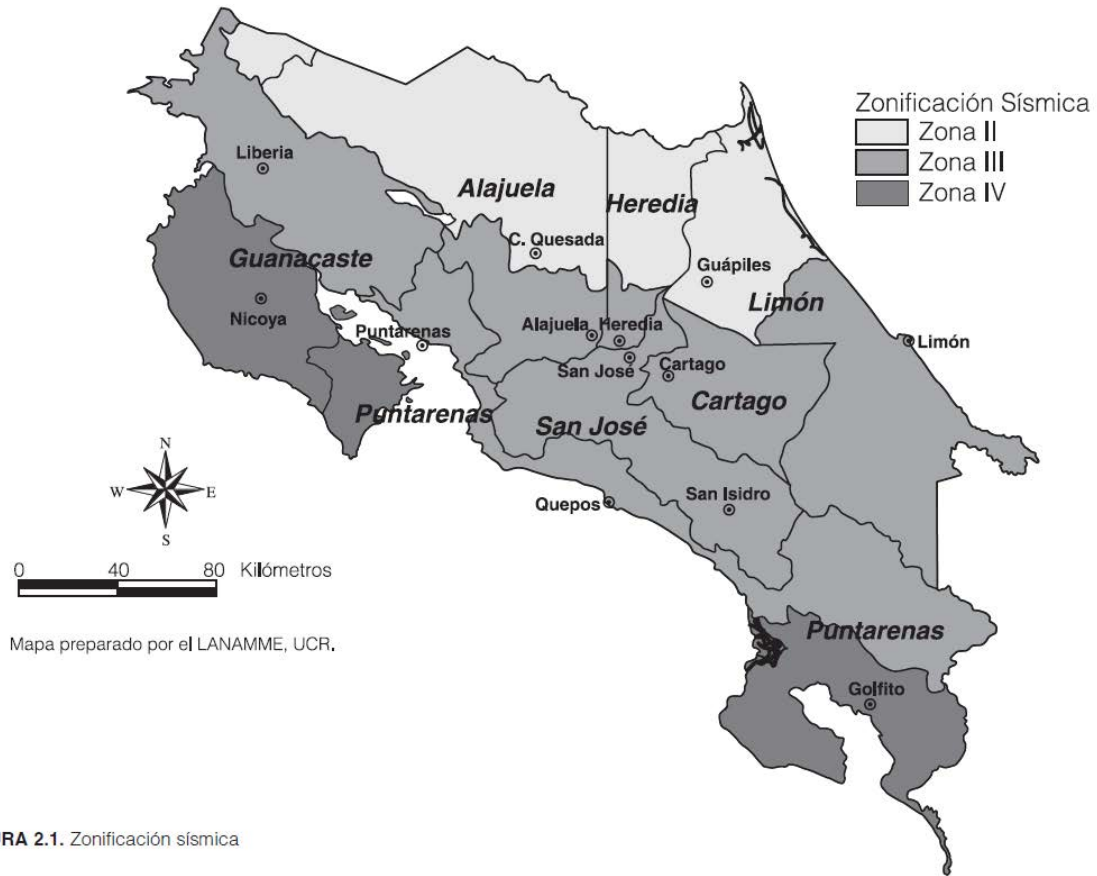 Zonificación Sísmica
Zona II
Zona III
Zona IV
Liberia
Alajuela
Heredia
C. Quesada
Guanacaste
Guápiles
Limón
Nicoya
Puntarenas
Alajuela
Heredia
Limón
San José
Cartago
Puntarenas
San José
Cartago
N
W
E
S
Quepos
San Isidro
0 40 80 Kilómetros
Puntarenas
Mapa preparado por el LANAMME, UCR.
Golfito
URA 2.1. Zonificación sísmica